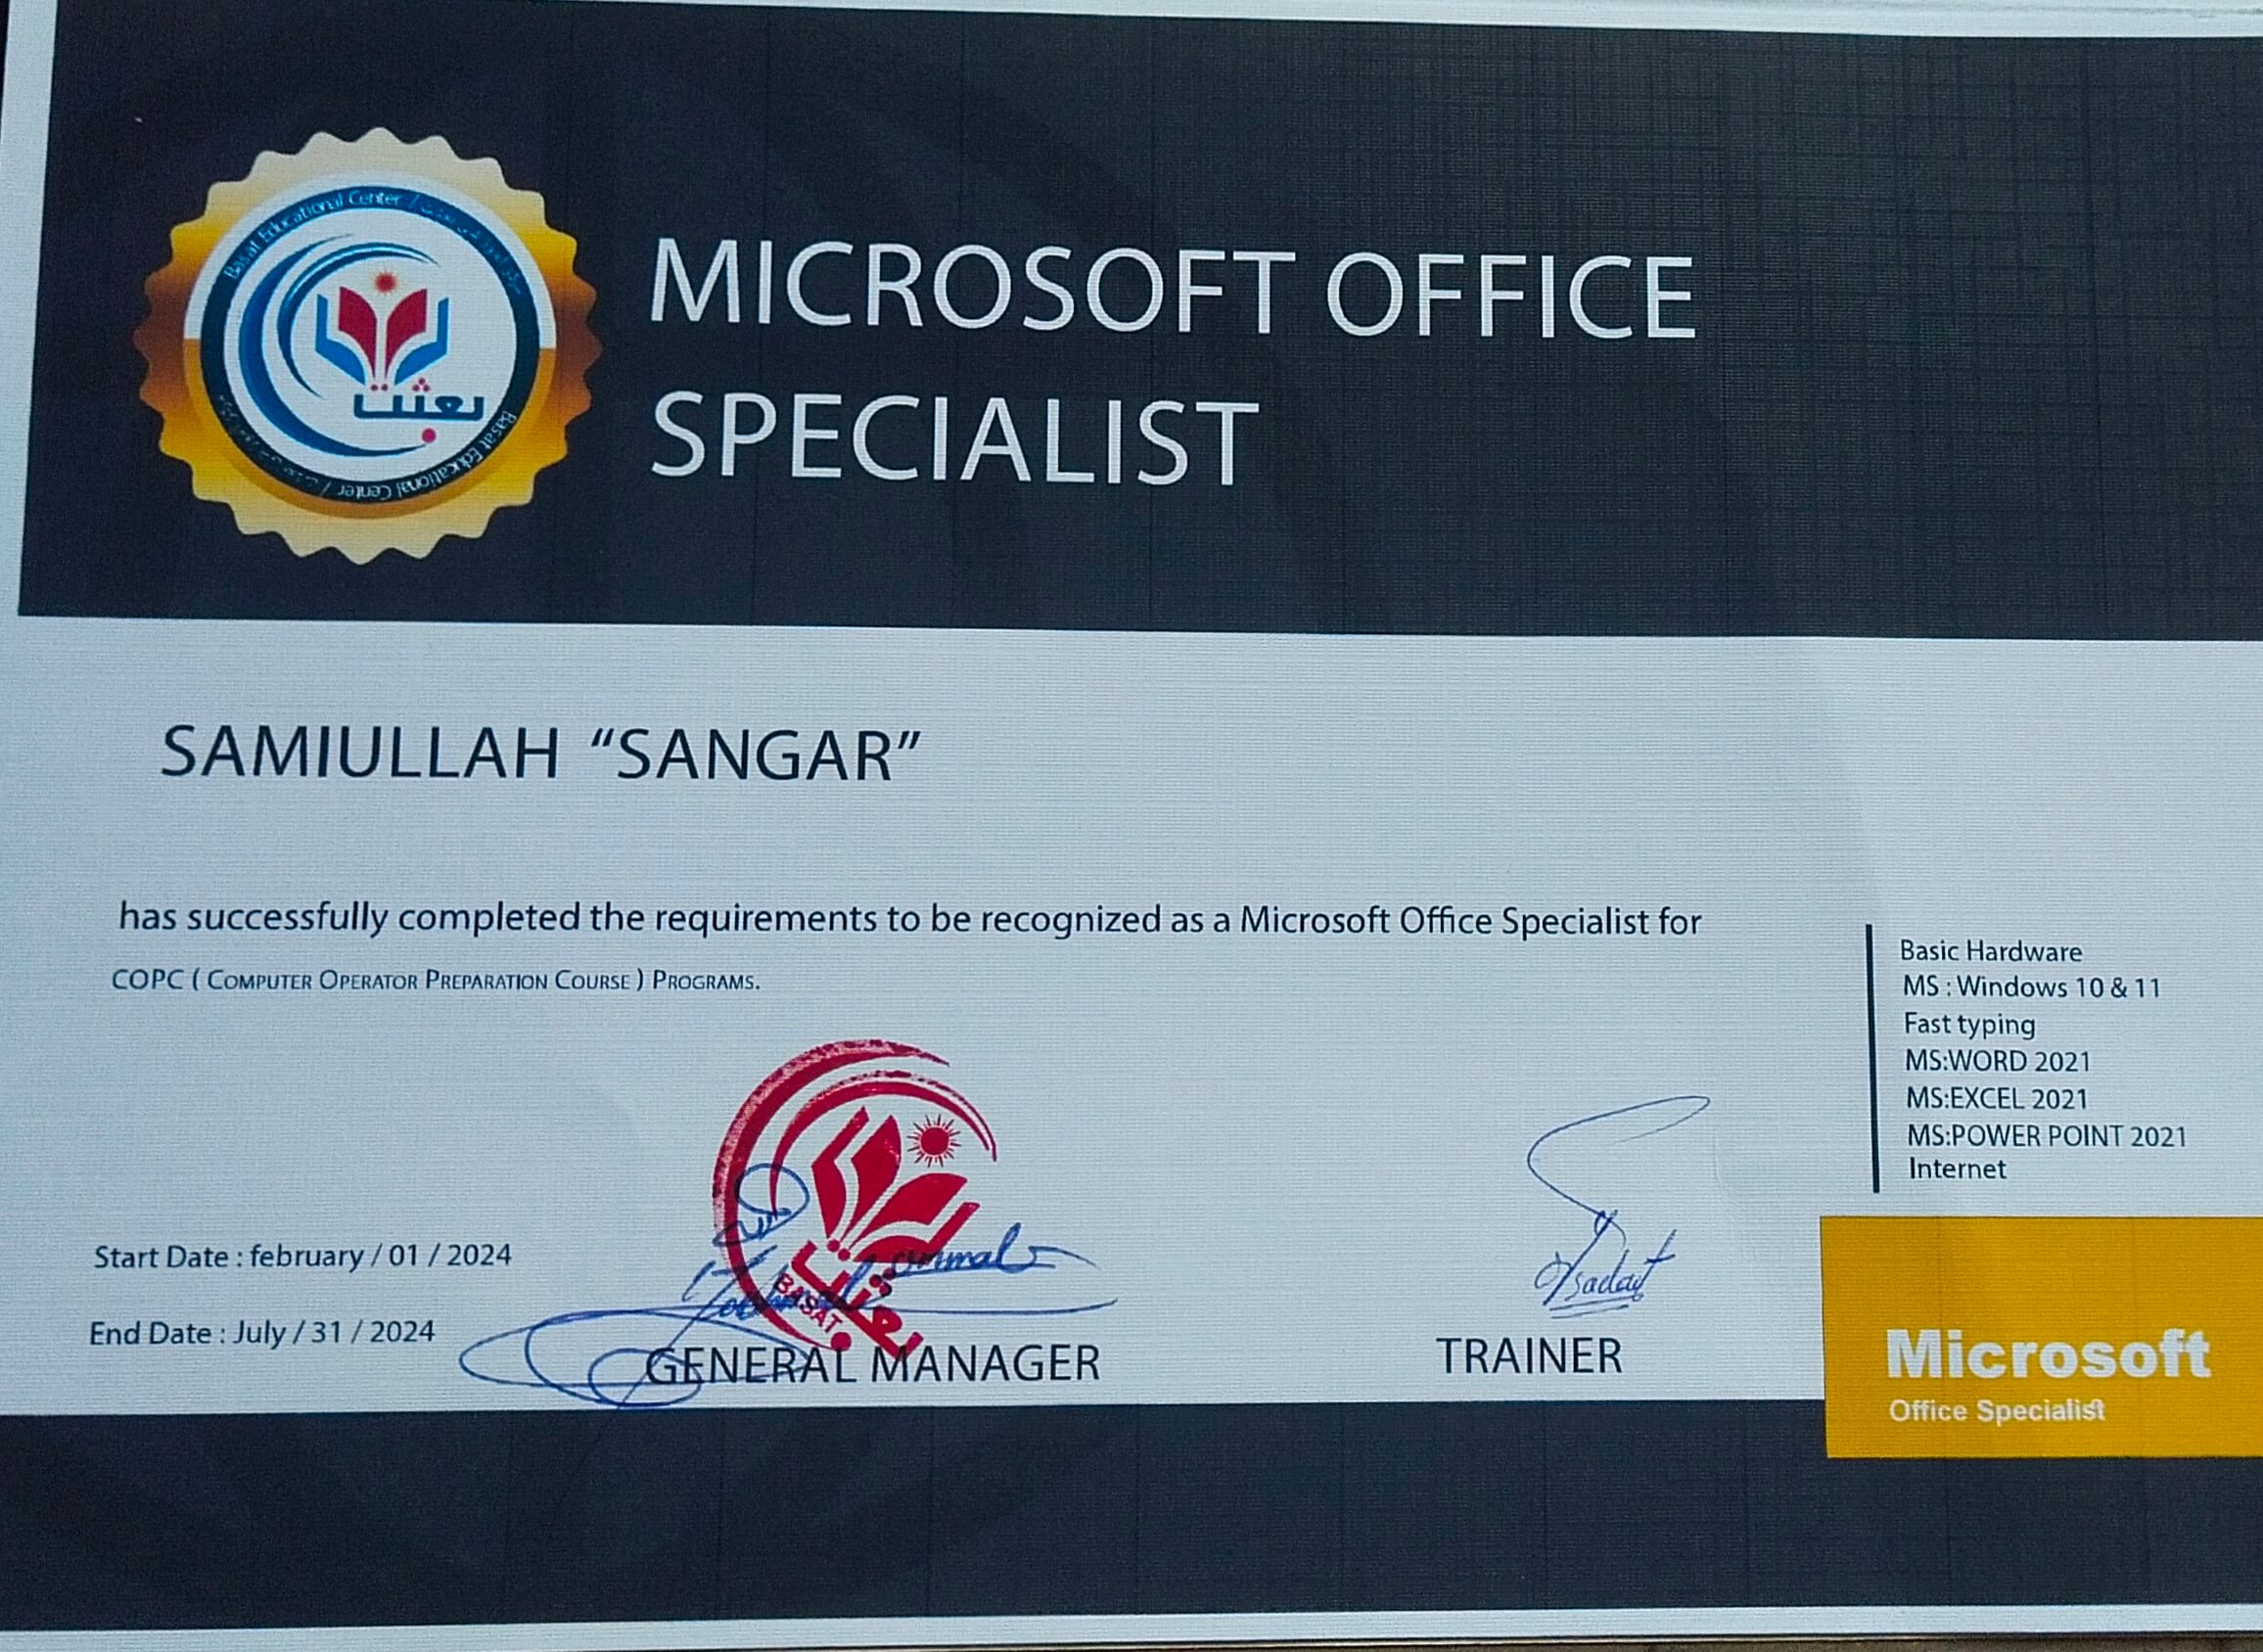 Basat Educational Center /
بعثت
Basat Educational Center /
MICROSOFT OFFICE
SPECIALIST
SAMIULLAH “SANGAR”
has successfully completed the requirements to be recognized as a Microsoft Office Specialist for
COPC ( COMPUTER OPERATOR PREPARATION COURSE ) PROGRAMS.
Basic Hardware
MS : Windows 10 & 11
Fast typing
MS:WORD 2021
MS:EXCEL 2021
MS:POWER POINT 2021
Internet
Start Date : february / 01 / 2024
End Date : July / 31 / 2024
بعثت
BASAT
GENERAL MANAGER
TRAINER
Microsoft
Office Specialist